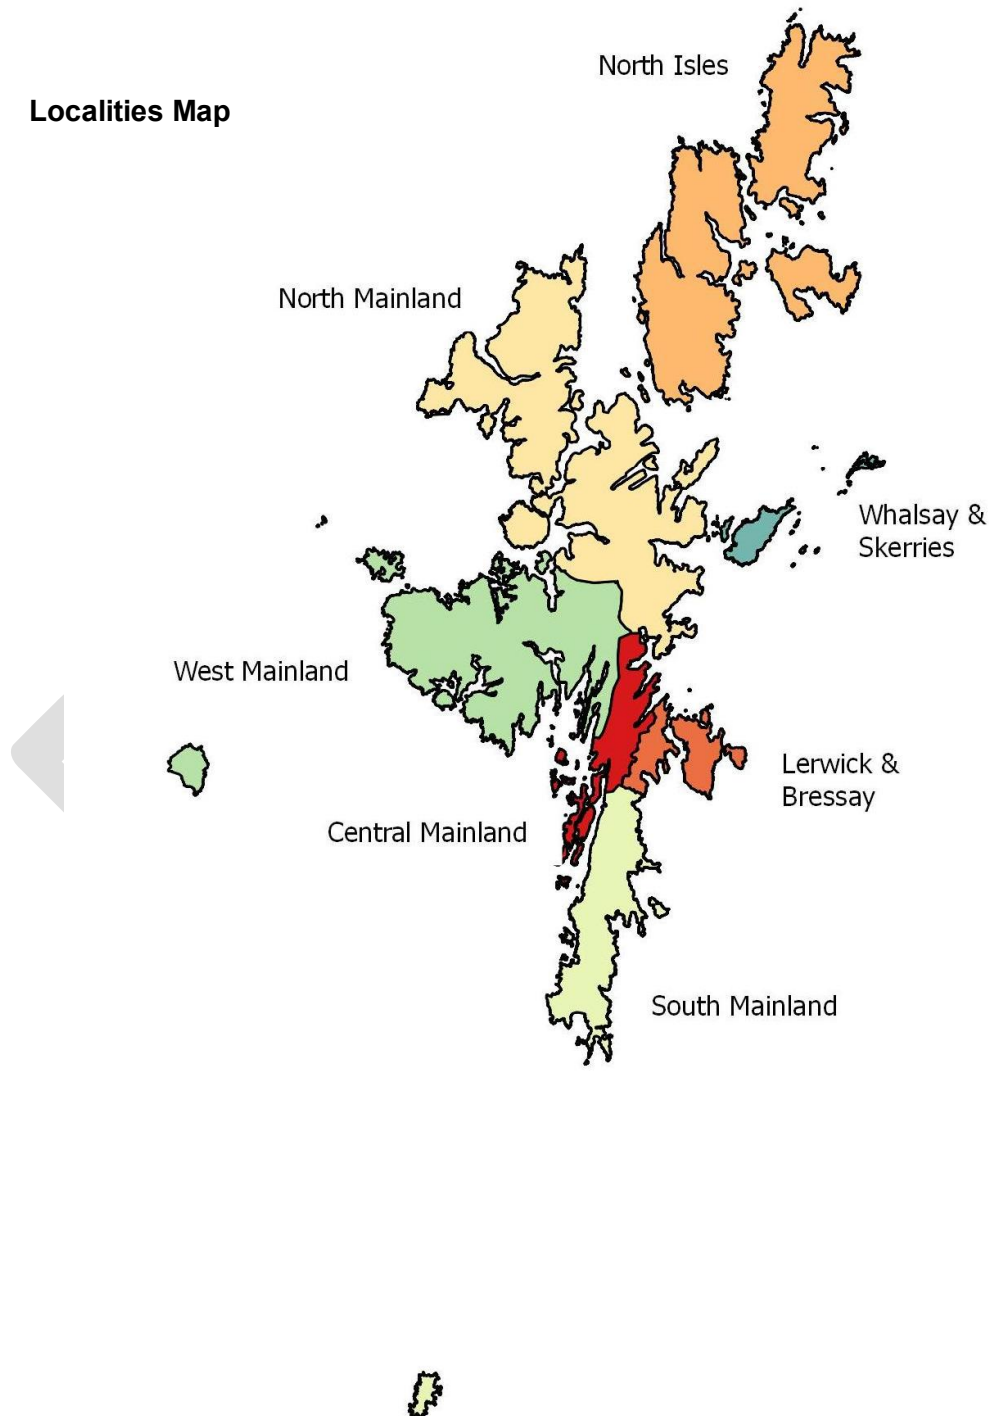 North Isles
Localities Map
North Mainland
Whalsay &
Skerries
West Mainland
Lerwick &
Bressay
Central Mainland
South Mainland